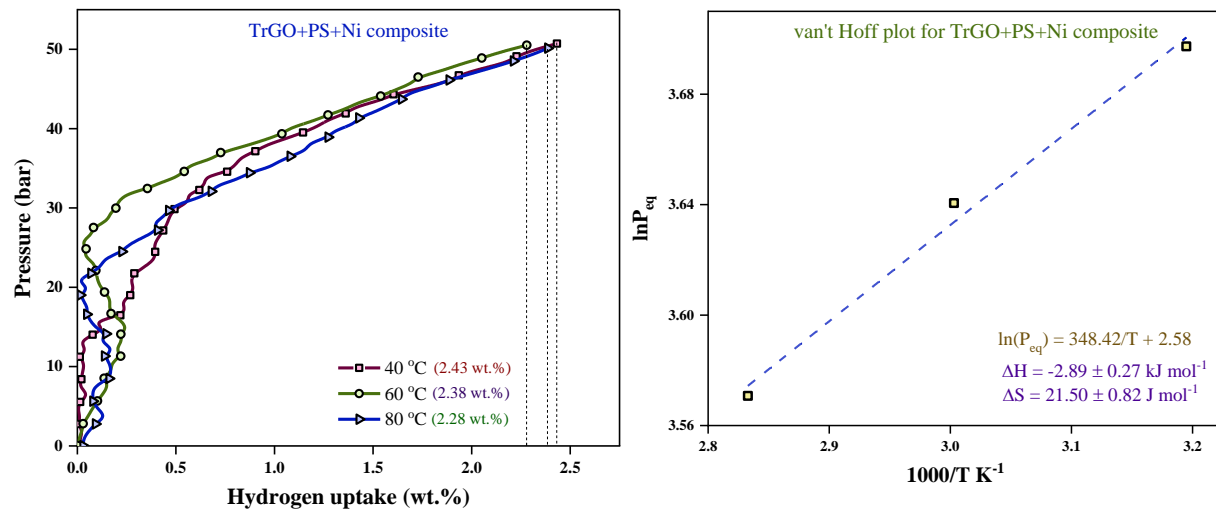 TrGO+PS+Ni composite
Pressure (bar)
50
40
30
20
10
0
40 °C (2.43 wt.%)
60 °C (2.38 wt.%)
80 °C (2.28 wt.%)
0.0 0.5 1.0 1.5 2.0 2.5
Hydrogen uptake (wt.%)
van't Hoff plot for TrGO+PS+Ni composite
lnP_eq
3.68
3.64
3.60
3.56
ln(P_eq) = 348.42/T + 2.58
ΔH = -2.89 ± 0.27 kJ mol⁻¹
ΔS = 21.50 ± 0.82 J mol⁻¹
2.8 2.9 3.0 3.1 3.2
1000/T K⁻¹